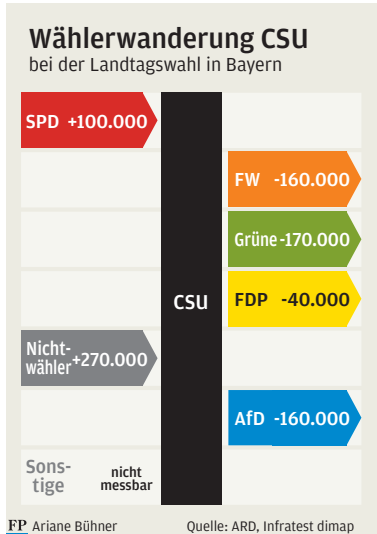 Wählerwanderung CSU
bei der Landtagswahl in Bayern
SPD +100.000
FW -160.000
Grüne -170.000
CSU
FDP -40.000
Nicht-
wähler +270.000
AfD -160.000
Sons-
tige
nicht
messbar
FP Ariane Bühner
Quelle: ARD, Infratest dimap